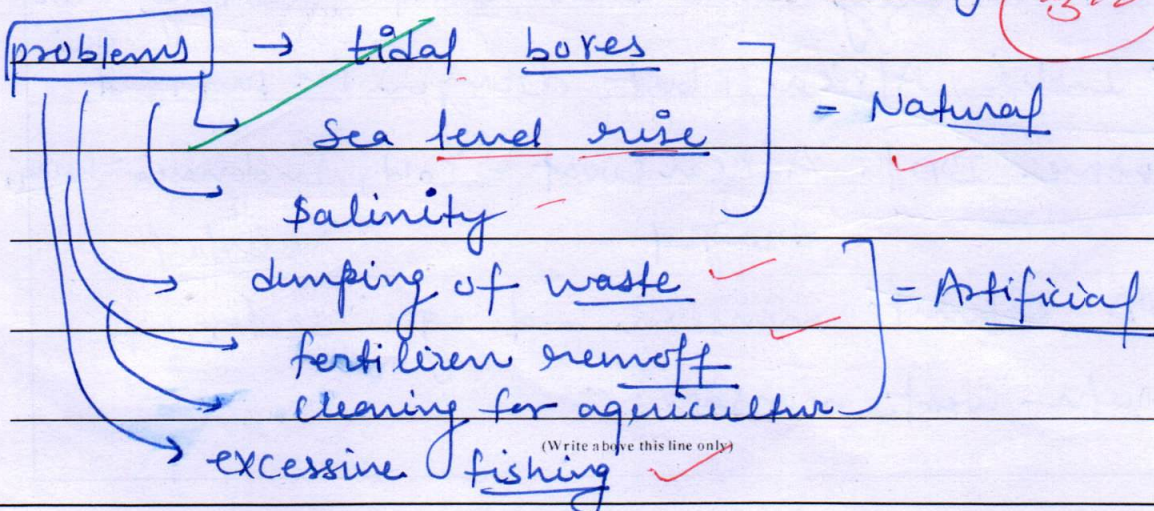 problems → tidal bores
sea level rise = Natural
salinity
dumping of waste = Artificial
fertilizer runoff
clearing for agricultur
(Write above this line only)
excessive fishing